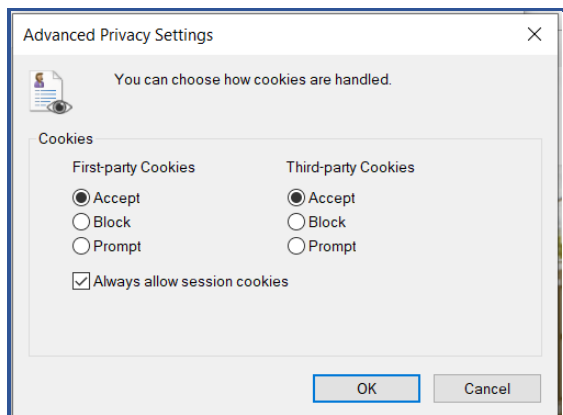 Advanced Privacy Settings
You can choose how cookies are handled.
Cookies
First-party Cookies
Third-party Cookies
Accept
Accept
Block
Block
Prompt
Prompt
Always allow session cookies
OK
Cancel